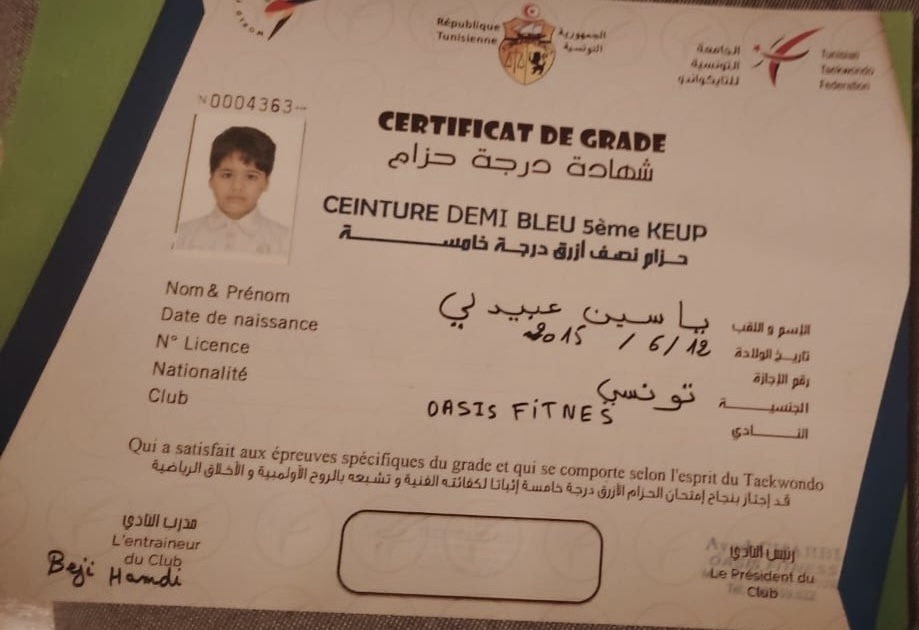 République
Tunisienne
الجمهورية
التونسية
الجامعة
التونسية
للتايكواندو
Tunisian
Taekwondo
Federation
N0004363
CERTIFICAT DE GRADE
شهادة درجة حزام
CEINTURE DEMI BLEU 5ème KEUP
حزام نصف أزرق درجة خامسة
Nom & Prénom ياسين عبيدلي الإسم و اللقب
Date de naissance 2015 / 6 / 12 تاريخ الولادة
N° Licence رقم الإجازة
Nationalité تونسي الجنسية
Club OASIS FiTNES النادي
Qui a satisfait aux épreuves spécifiques du grade et qui se comporte selon l'esprit du Taekwondo
قد إجتاز بنجاح إمتحان الحزام الأزرق درجة خامسة إثباتا لكفائته الفنية و تشبعه بالروح الأولمبية و الأخلاق الرياضية
مدرب النادي
L'entraineur
du Club
Beji Hamdi
رئيس النادي
Le Président du
Club
OASIS FITNESS